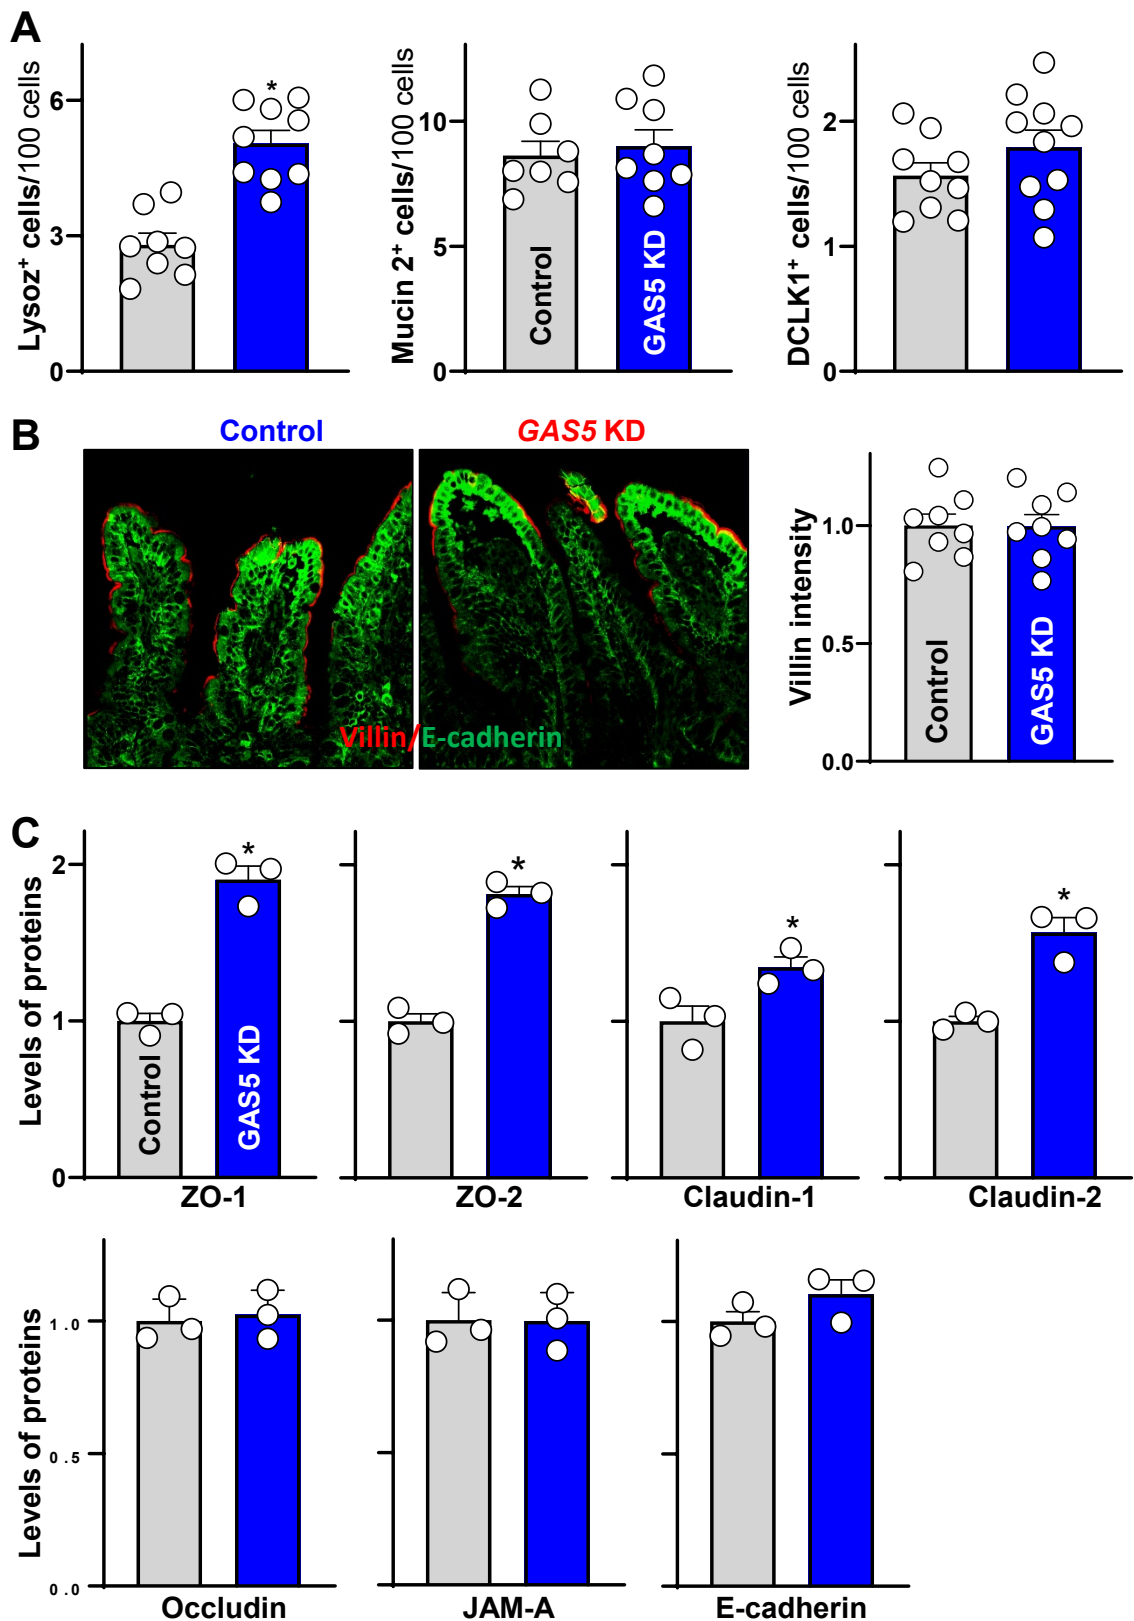 A
Lysoz⁺ cells/100 cells
6
3
0
*
Mucin 2⁺ cells/100 cells
10
5
0
Control
GAS5 KD
DCLK1⁺ cells/100 cells
2
1
0
B
Control
GAS5 KD
Villin/E-cadherin
Villin intensity
1.0
0.5
0.0
Control
GAS5 KD
C
Levels of proteins
2
1
0
*
Control
GAS5 KD
ZO-1
*
ZO-2
*
Claudin-1
*
Claudin-2
Levels of proteins
1.0
0.5
0.0
Occludin
JAM-A
E-cadherin